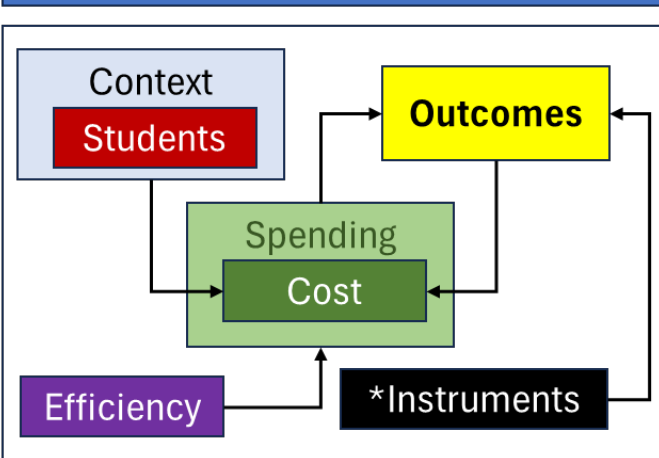 Context
Students
Outcomes
Spending
Cost
Efficiency
*Instruments